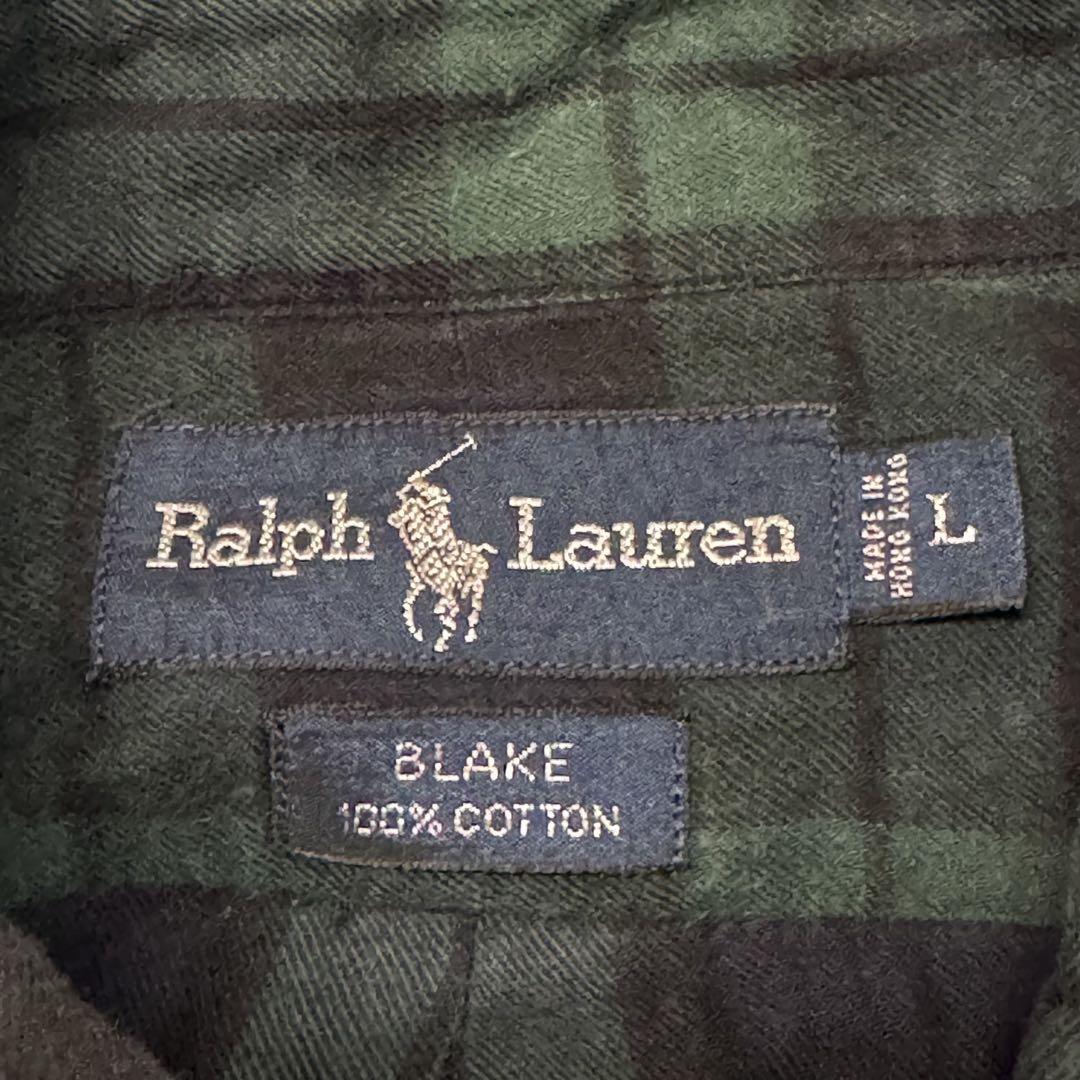 Ralph Lauren
MADE IN
HONG KONG
L
BLAKE
100% COTTON